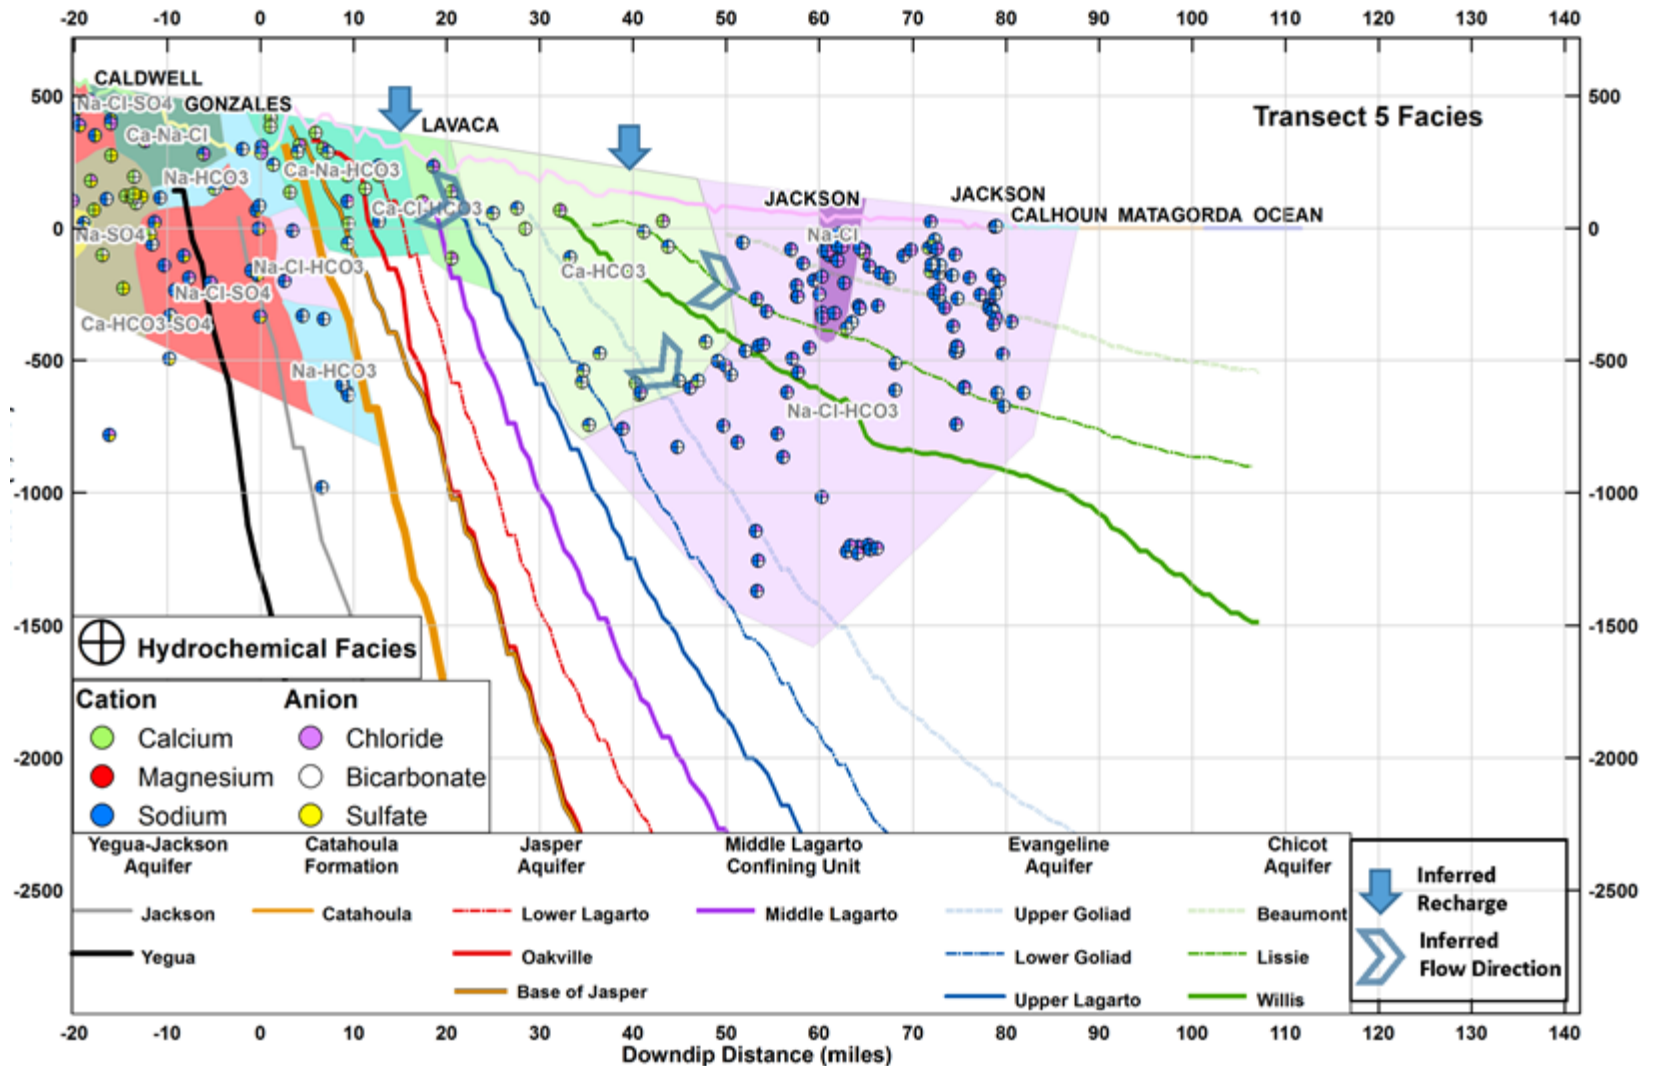 -20 -10 0 10 20 30 40 50 60 70 80 90 100 110 120 130 140
CALDWELL
500 Na-Cl-SO4 GONZALES 500
Transect 5 Facies
LAVACA
Ca-Na-Cl
Ca-Na-HCO3
Na-HCO3
JACKSON JACKSON
Ca-Cl-HCO3
CALHOUN MATAGORDA OCEAN
0 Na-SO4 Na-Cl 0
Na-Cl-HCO3 Ca-HCO3
Na-Cl-SO4
Ca-HCO3-SO4
-500 -500
Na-HCO3
Na-Cl-HCO3
-1000 -1000
-1500 -1500
Hydrochemical Facies
Cation Anion
Calcium Chloride
-2000
Magnesium Bicarbonate
Sodium Sulfate
-2000
Yegua-Jackson
Aquifer
Catahoula
Formation
Jasper
Aquifer
Middle Lagarto
Confining Unit
Evangeline
Aquifer
Chicot
Aquifer
-2500 -2500
Jackson Catahoula Lower Lagarto Middle Lagarto Upper Goliad Beaumont
Yegua Oakville Lower Goliad Lissie
Base of Jasper Upper Lagarto Willis
Inferred
Recharge
Inferred
Flow Direction
-20 -10 0 10 20 30 40 50 60 70 80 90 100 110 120 130 140
Downdip Distance (miles)